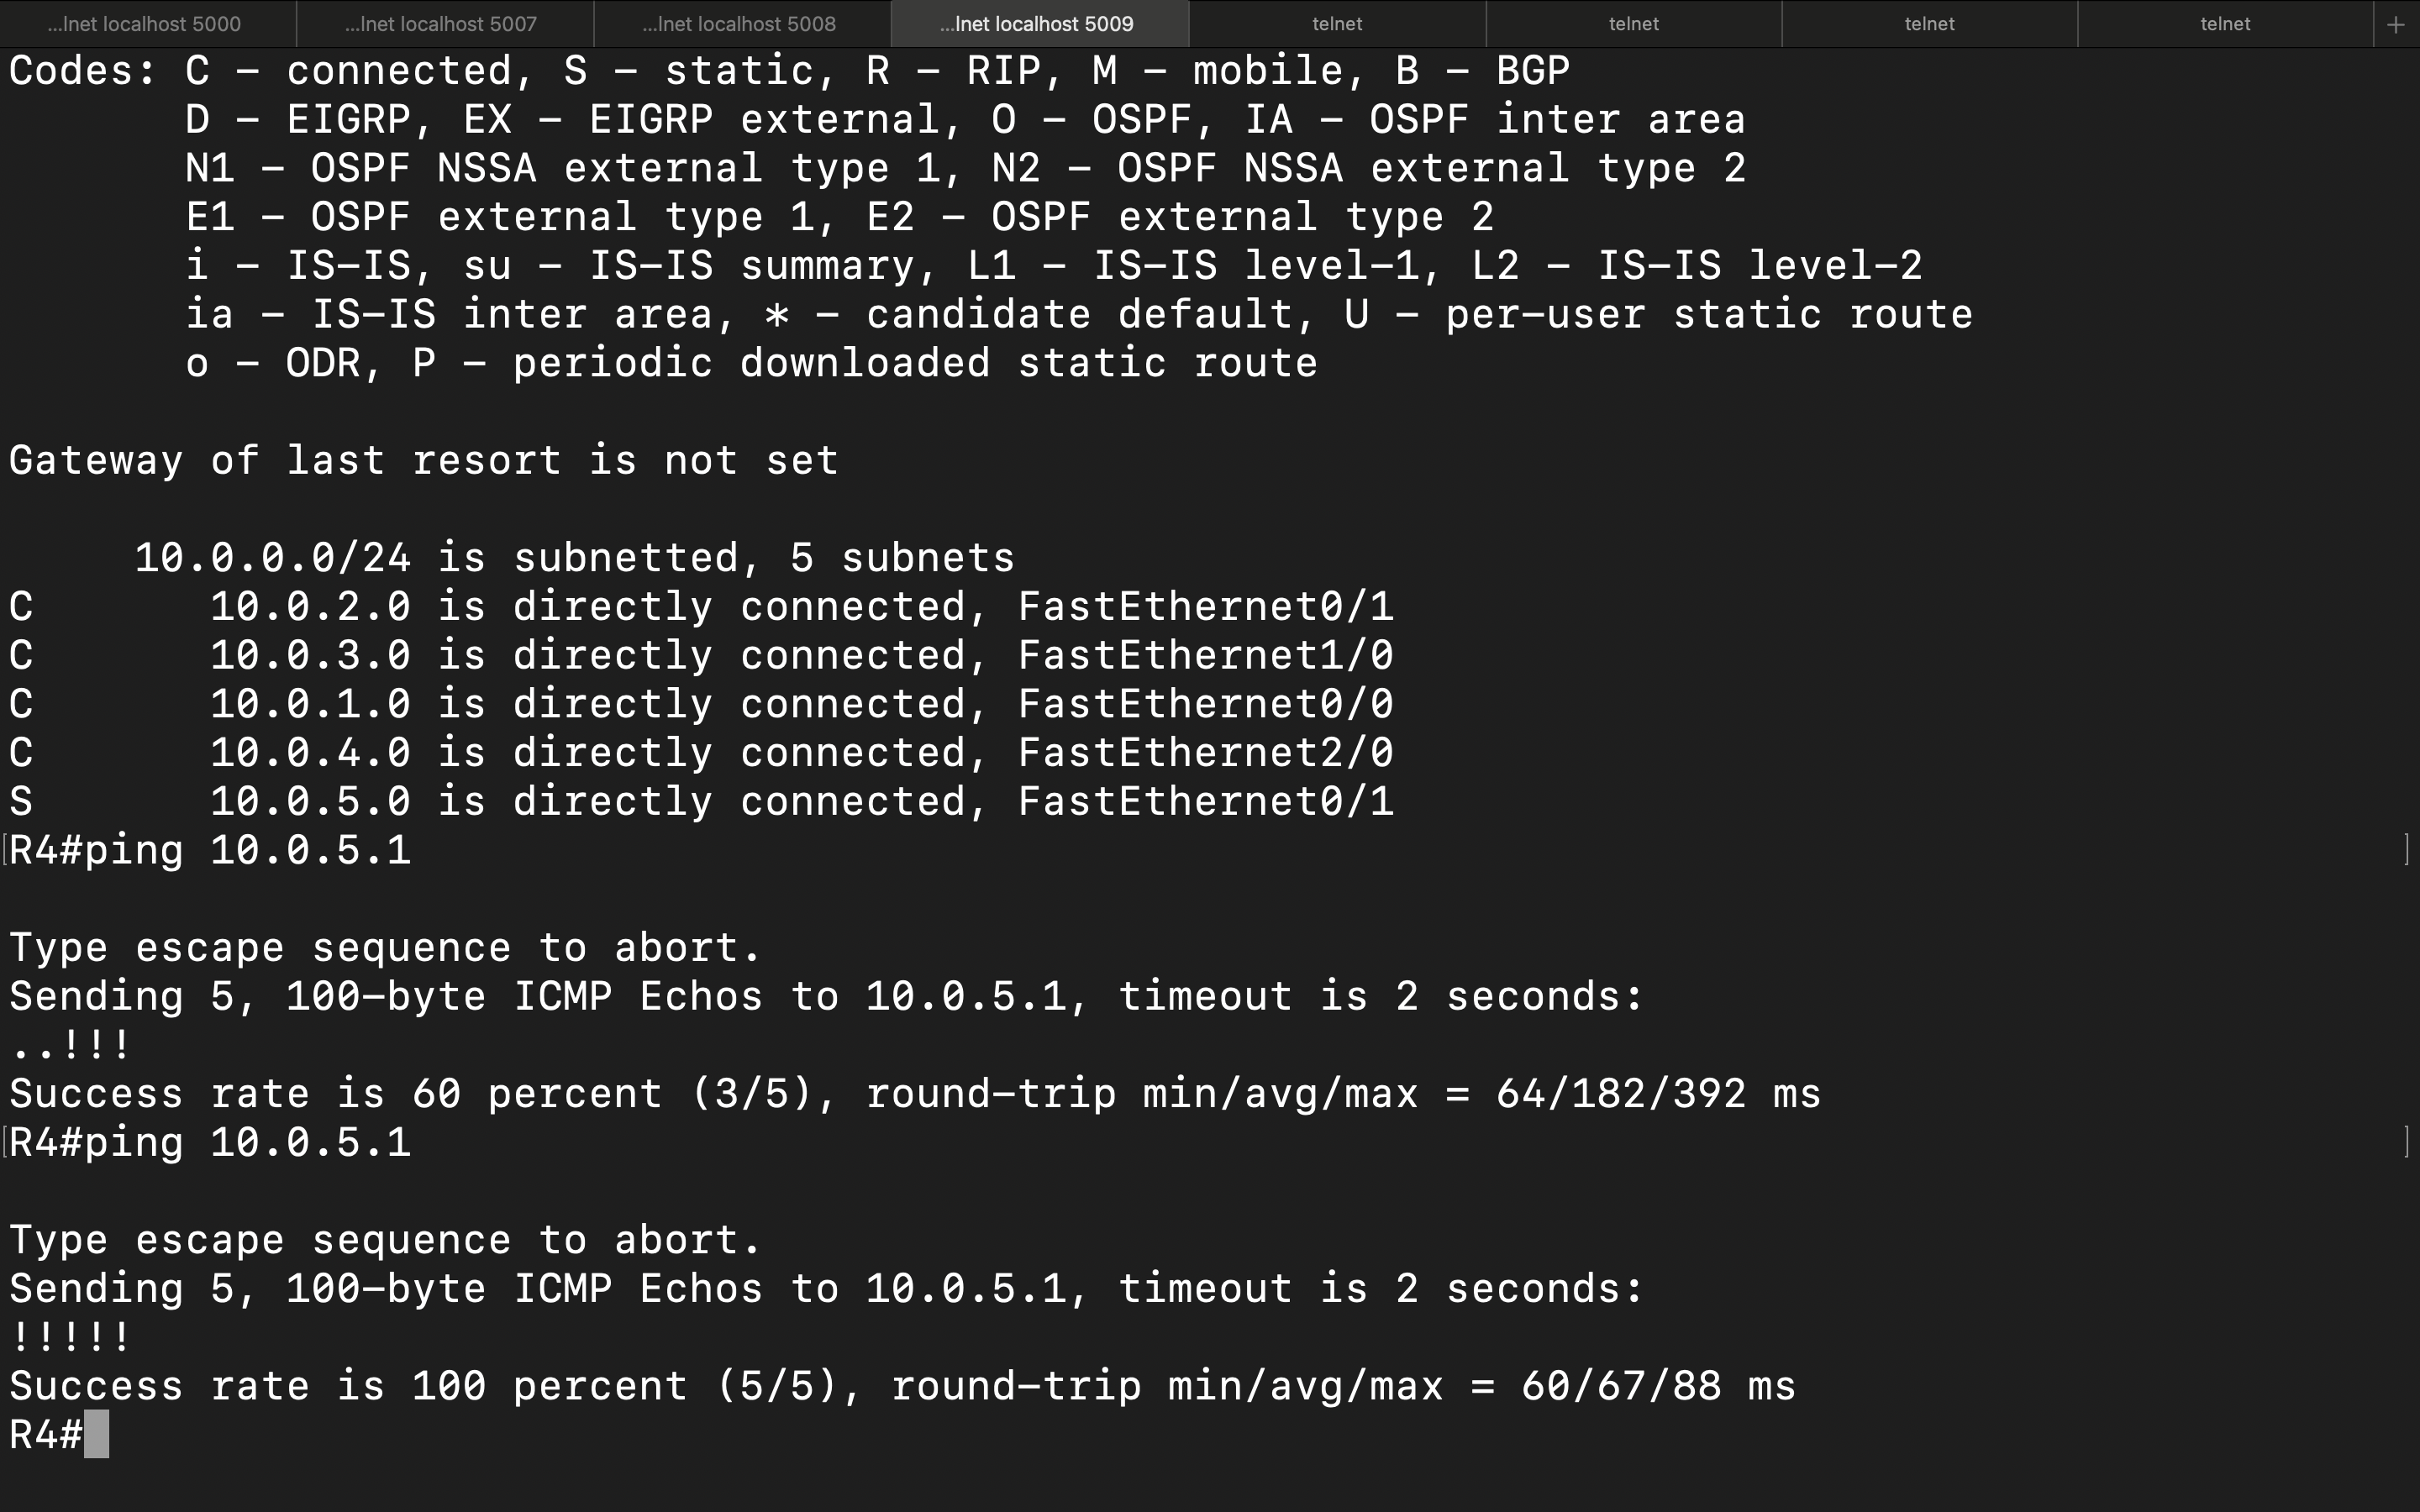 ...lnet localhost 5000 ...lnet localhost 5007 ...lnet localhost 5008 ...lnet localhost 5009 telnet telnet telnet telnet +
Codes: C - connected, S - static, R - RIP, M - mobile, B - BGP
D - EIGRP, EX - EIGRP external, O - OSPF, IA - OSPF inter area
N1 - OSPF NSSA external type 1, N2 - OSPF NSSA external type 2
E1 - OSPF external type 1, E2 - OSPF external type 2
i - IS-IS, su - IS-IS summary, L1 - IS-IS level-1, L2 - IS-IS level-2
ia - IS-IS inter area, * - candidate default, U - per-user static route
o - ODR, P - periodic downloaded static route
Gateway of last resort is not set
10.0.0.0/24 is subnetted, 5 subnets
C 10.0.2.0 is directly connected, FastEthernet0/1
C 10.0.3.0 is directly connected, FastEthernet1/0
C 10.0.1.0 is directly connected, FastEthernet0/0
C 10.0.4.0 is directly connected, FastEthernet2/0
S 10.0.5.0 is directly connected, FastEthernet0/1
[R4#ping 10.0.5.1 ]
Type escape sequence to abort.
Sending 5, 100-byte ICMP Echos to 10.0.5.1, timeout is 2 seconds:
..!!!
Success rate is 60 percent (3/5), round-trip min/avg/max = 64/182/392 ms
[R4#ping 10.0.5.1 ]
Type escape sequence to abort.
Sending 5, 100-byte ICMP Echos to 10.0.5.1, timeout is 2 seconds:
!!!!!
Success rate is 100 percent (5/5), round-trip min/avg/max = 60/67/88 ms
R4#